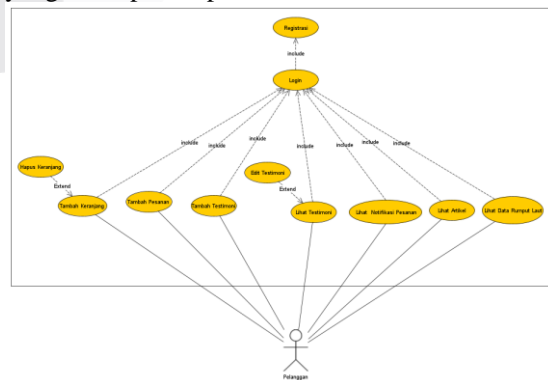 Registrasi
include
Login
include
include
include
include
include
include
include
Hapus Keranjang
Edit Testimoni
Extend
Extend
Tambah Keranjang
Tambah Pesanan
Tambah Testimoni
Lihat Testimoni
Lihat Notifikasi Pesanan
Lihat Artikel
Lihat Data Rumput Laut
Pelanggan